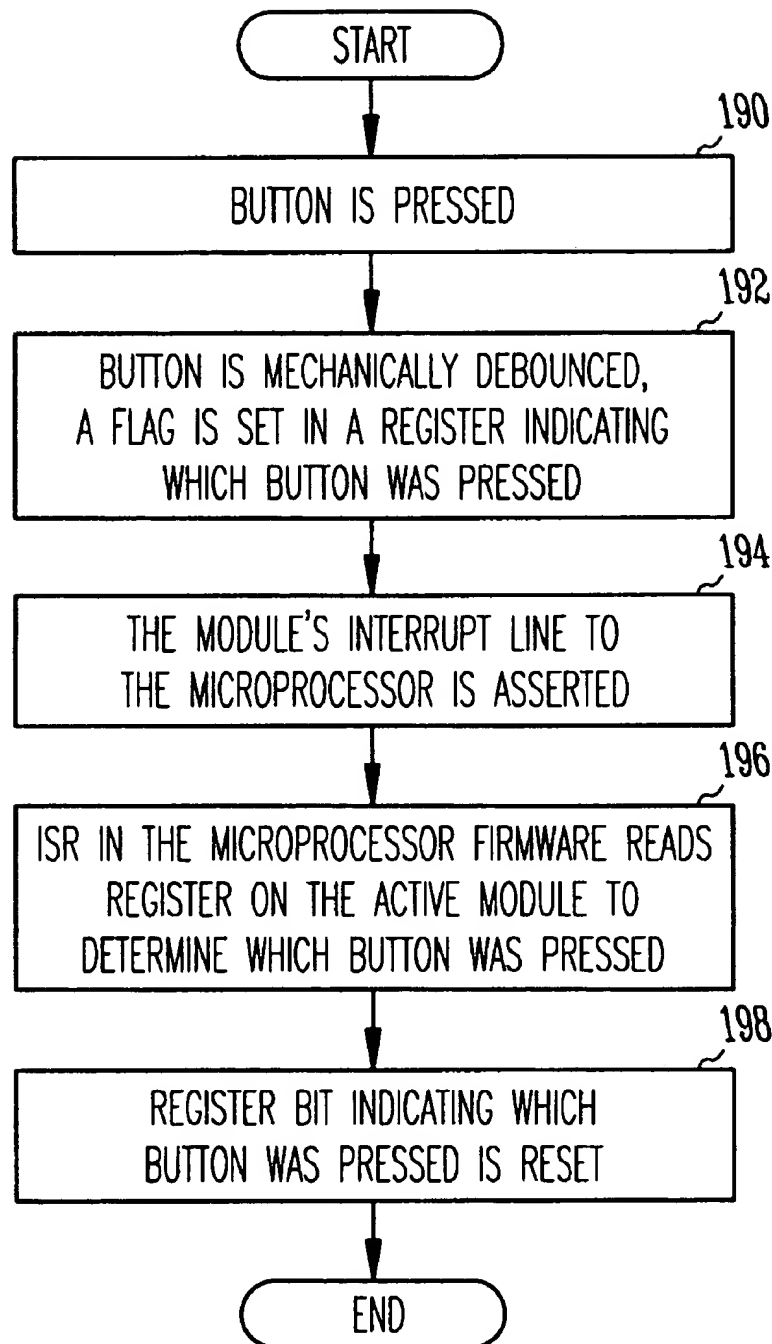 START
190
BUTTON IS PRESSED
192
BUTTON IS MECHANICALLY DEBOUNCED,
A FLAG IS SET IN A REGISTER INDICATING
WHICH BUTTON WAS PRESSED
194
THE MODULE'S INTERRUPT LINE TO
THE MICROPROCESSOR IS ASSERTED
196
ISR IN THE MICROPROCESSOR FIRMWARE READS
REGISTER ON THE ACTIVE MODULE TO
DETERMINE WHICH BUTTON WAS PRESSED
198
REGISTER BIT INDICATING WHICH
BUTTON WAS PRESSED IS RESET
END